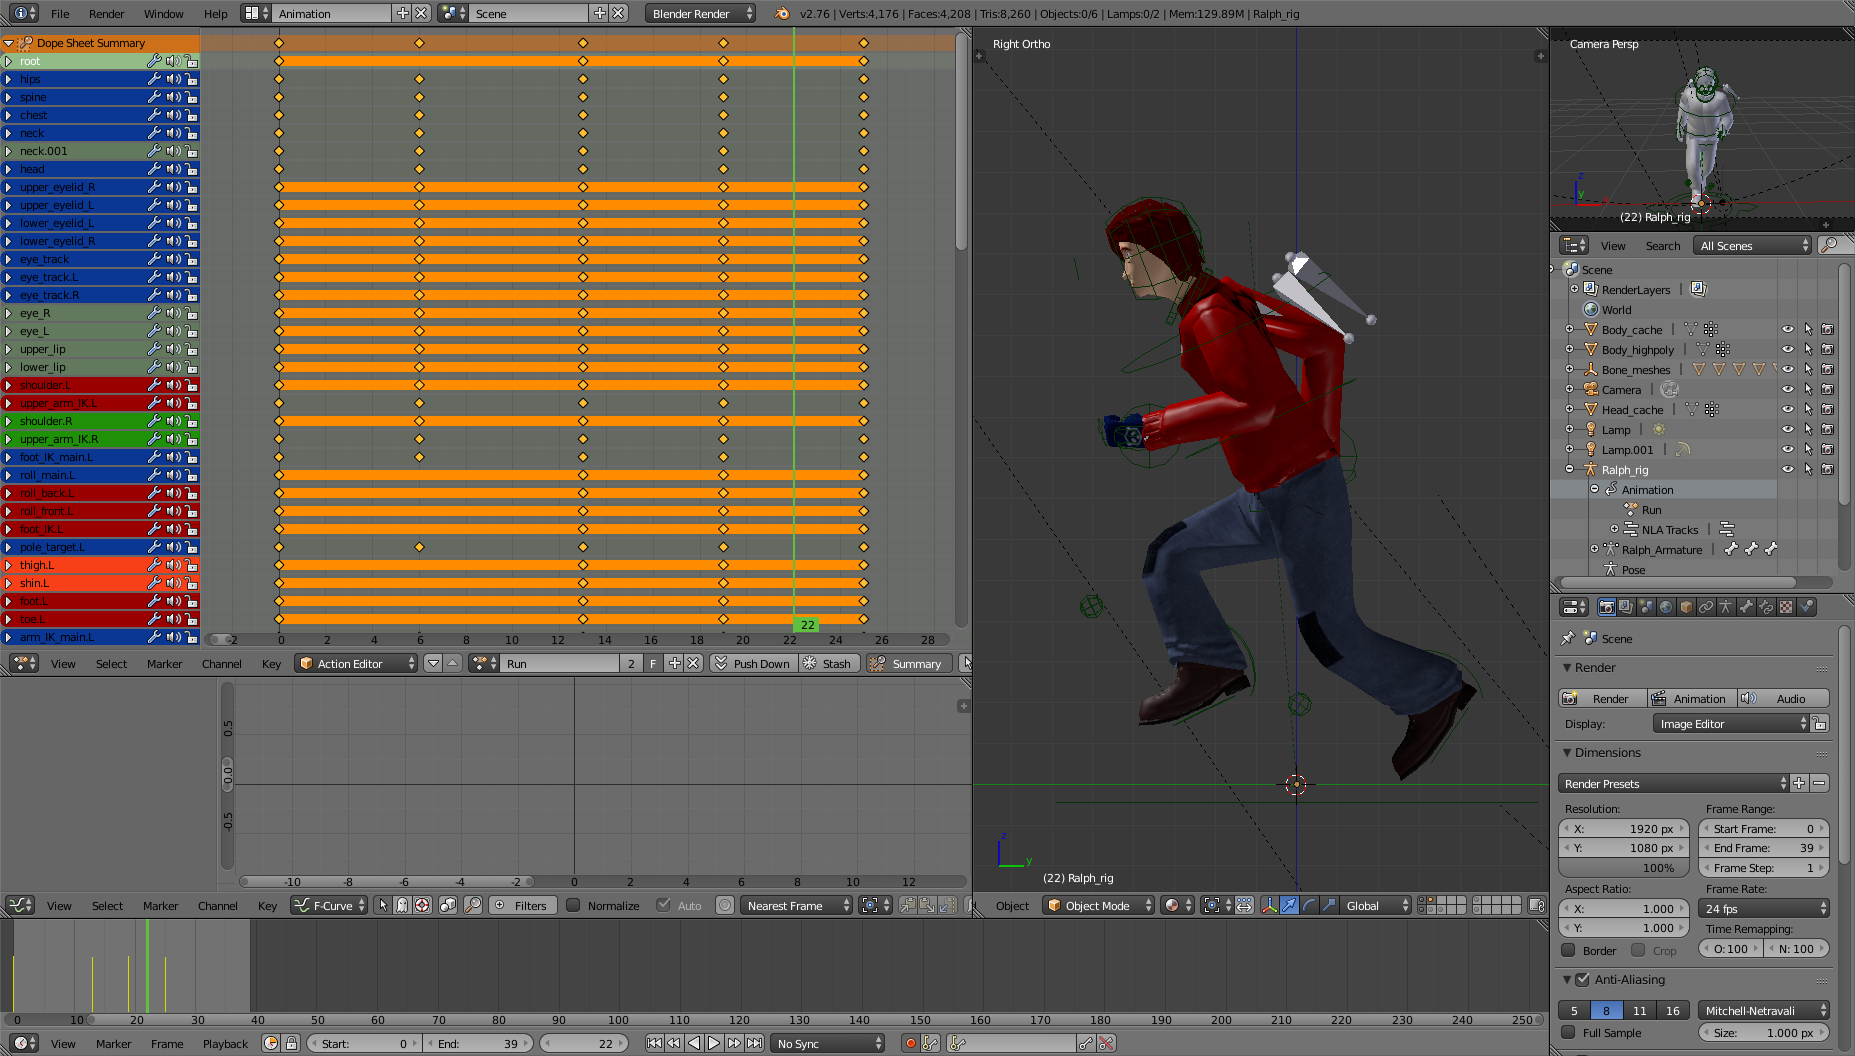 File Render Window Help Animation Scene Blender Render v2.76 | Verts:4,176 | Faces:4,208 | Tris:8,260 | Objects:0/6 | Lamps:0/2 | Mem:129.89M | Ralph_rig
Dope Sheet Summary
root
hips
spine
chest
neck
neck.001
head
upper_eyelid_R
upper_eyelid_L
lower_eyelid_L
lower_eyelid_R
eye_track
eye_track.L
eye_track.R
eye_R
eye_L
upper_lip
lower_lip
shoulder.L
upper_arm_IK.L
shoulder.R
upper_arm_IK.R
foot_IK_main.L
roll_main.L
roll_back.L
roll_front.L
foot_IK.L
pole_target.L
thigh.L
shin.L
foot.L
toe.L
arm_IK_main.L
22
-2 0 2 4 6 8 10 12 14 16 18 20 22 24 26 28
View Select Marker Channel Key Action Editor Run 2 F Push Down Stash Summary
0.5
0.0
-0.5
-10 -8 -6 -4 -2 0 2 4 6 8 10 12
View Select Marker Channel Key F-Curve Filters Normalize Auto Nearest Frame
Right Ortho
z
y
(22) Ralph_rig
Object Object Mode Global
Camera Persp
z
y
(22) Ralph_rig
View Search All Scenes
Scene
RenderLayers |
World
Body_cache |
Body_highpoly |
Bone_meshes |
Camera |
Head_cache |
Lamp |
Lamp.001 |
Ralph_rig
Animation
Run
NLA Tracks |
Ralph_Armature |
Pose
Scene
Render
Render Animation Audio
Display: Image Editor
Dimensions
Render Presets
Resolution: Frame Range:
X: 1920 px Start Frame: 0
Y: 1080 px End Frame: 39
100% Frame Step: 1
Aspect Ratio: Frame Rate:
X: 1.000 24 fps
Y: 1.000 Time Remapping:
Border Crop O: 100 N: 100
Anti-Aliasing
5 8 11 16 Mitchell-Netravali
Full Sample Size: 1.000 px
0 10 20 30 40 50 60 70 80 90 100 110 120 130 140 150 160 170 180 190 200 210 220 230 240 250
View Marker Frame Playback Start: 0 End: 39 22 No Sync